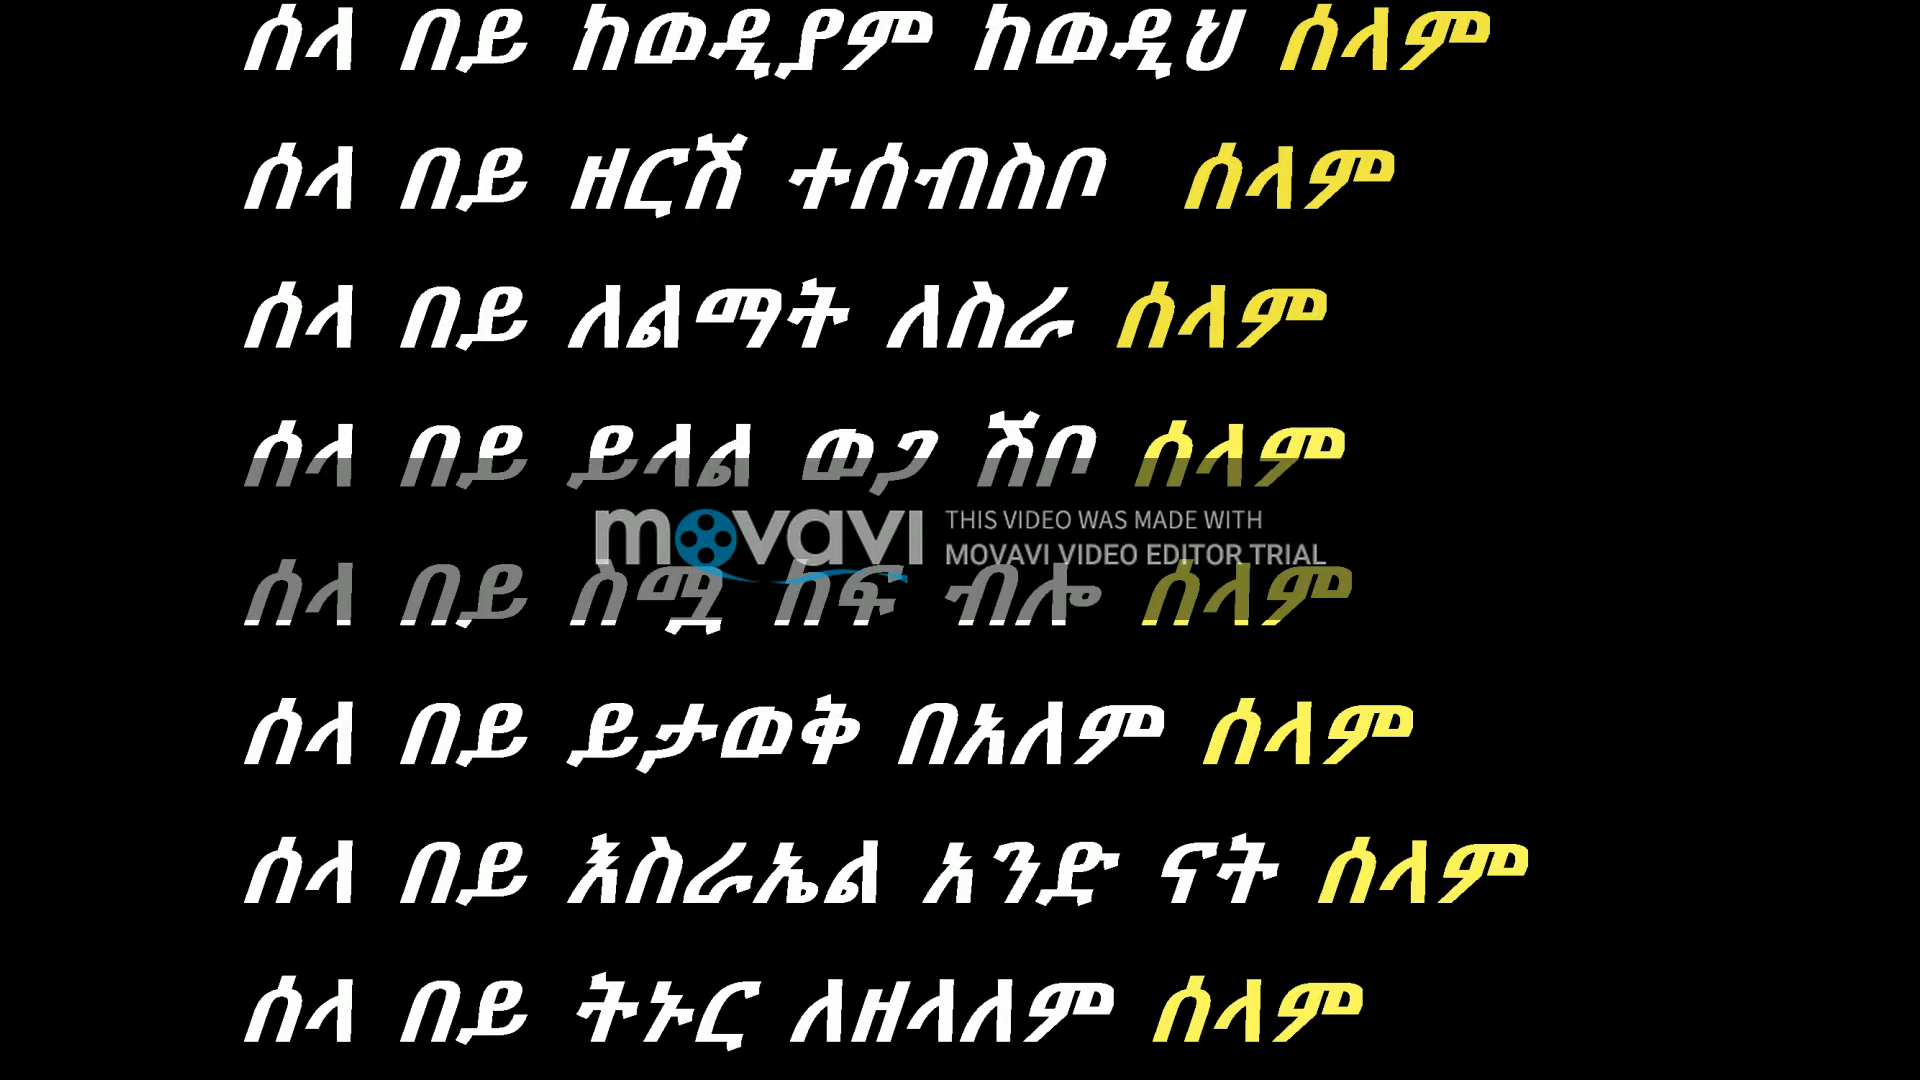 ሰላ በይ ከወዲያም ከወዲህ ሰላም
ሰላ በይ ዘርሽ ተሰብስቦ ሰላም
ሰላ በይ ለልማት ለስራ ሰላም
ሰላ በይ ይላል ወጋ ሽቦ ሰላም
movavi THIS VIDEO WAS MADE WITH
MOVAVI VIDEO EDITOR TRIAL
ሰላ በይ ስሟ ከፍ ብሎ ሰላም
ሰላ በይ ይታወቅ በአለም ሰላም
ሰላ በይ እስራኤል አንድ ናት ሰላም
ሰላ በይ ትኑር ለዘላለም ሰላም